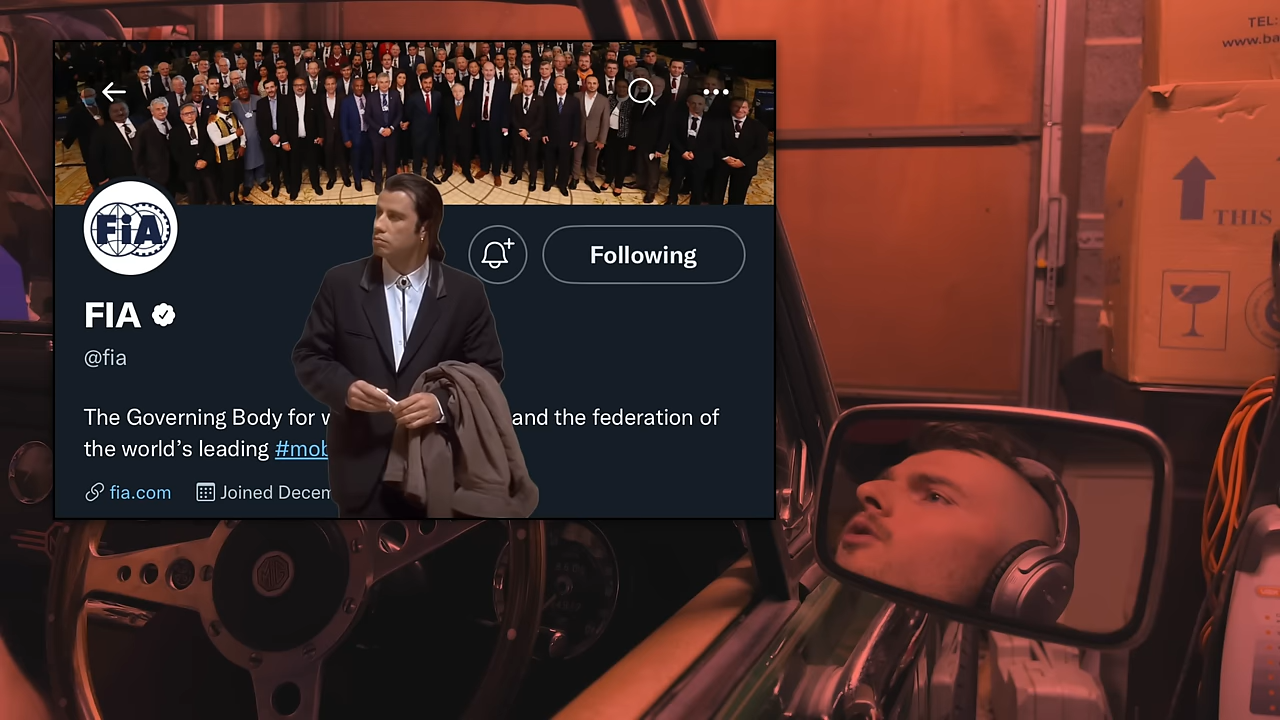 TEL:
www.ba
FiA
Following
FIA
@fia
The Governing Body for w and the federation of
the world’s leading #mob
fia.com Joined Decem
THIS
MG